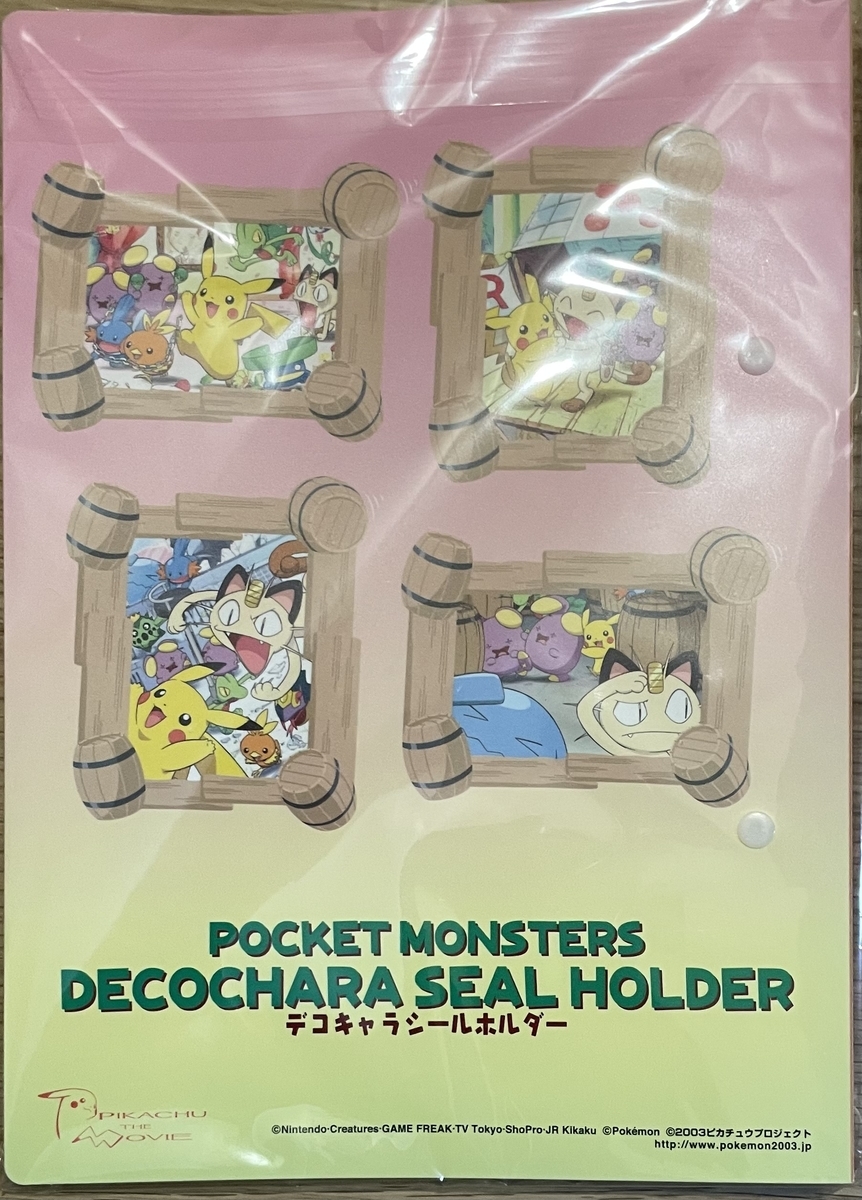 R
POCKET MONSTERS
DECOCHARA SEAL HOLDER
デコキャラシールホルダー
PIKACHU
THE
MOVIE
©Nintendo·Creatures·GAME FREAK·TV Tokyo·ShoPro·JR Kikaku ©Pokémon ©2003ピカチュウプロジェクト
http://www.pokemon2003.jp